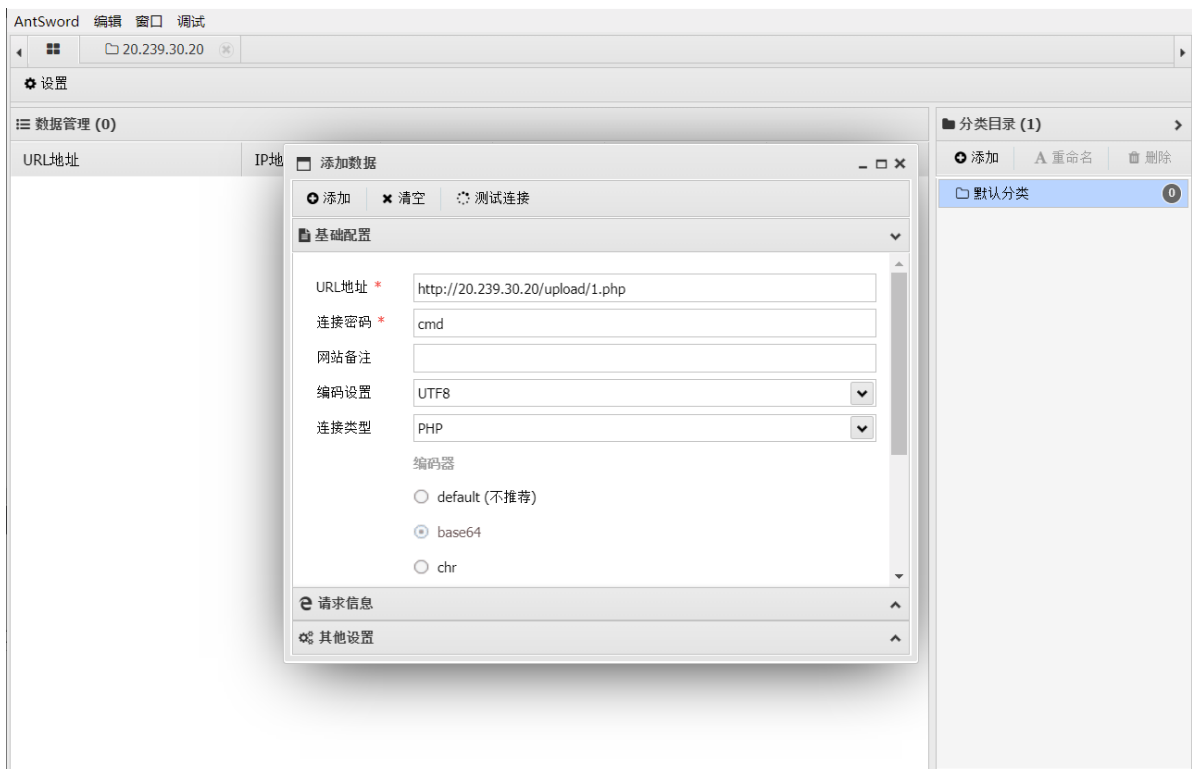 AntSword 编辑 窗口 调试
20.239.30.20
设置
数据管理 (0)
分类目录 (1)
URL地址
IP地
添加数据
添加 重命名 删除
添加 清空 测试连接
默认分类 0
基础配置
URL地址 * http://20.239.30.20/upload/1.php
连接密码 * cmd
网站备注
编码设置 UTF8
连接类型 PHP
编码器
default (不推荐)
base64
chr
请求信息
其他设置